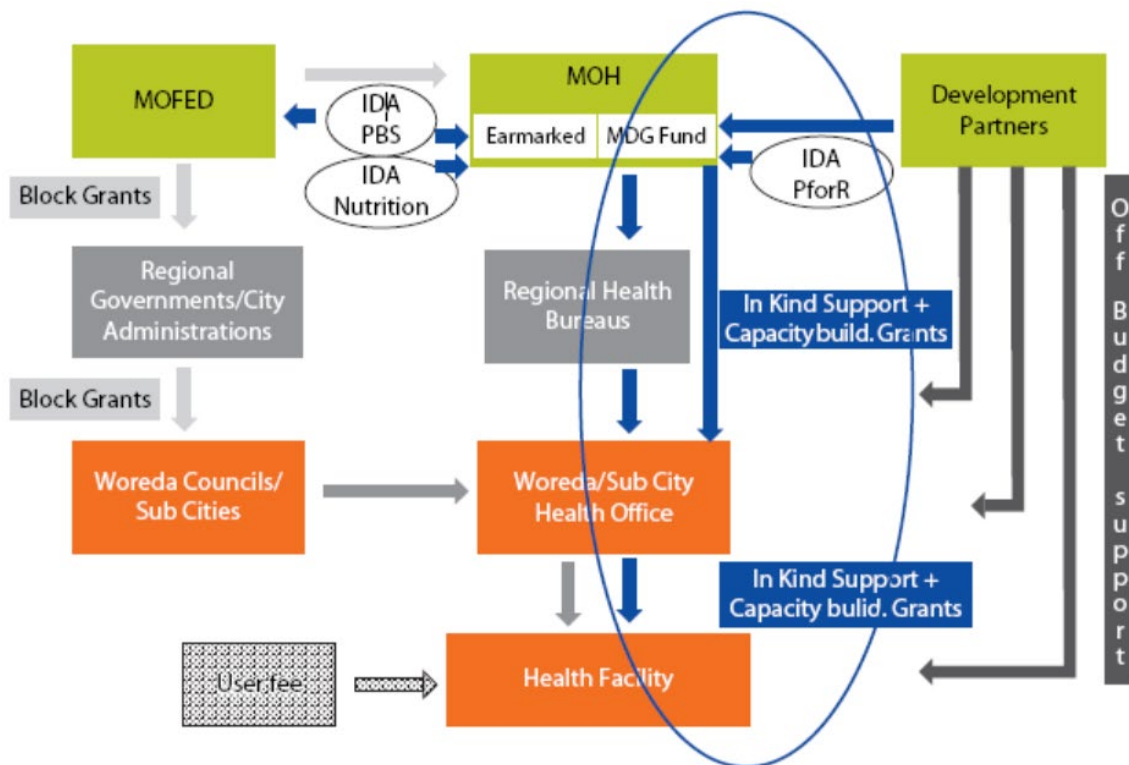 MOFED
IDA
PBS
IDA
Nutrition
MOH
Earmarked
MDG Fund
IDA
PforR
Development
Partners
Block Grants
Regional
Governments/City
Administrations
Regional Health
Bureaus
In Kind Support +
Capacity build. Grants
Block Grants
Woreda Councils/
Sub Cities
Woreda/Sub City
Health Office
In Kind Support +
Capacity bulid. Grants
User fee
Health Facility
Off Budget support